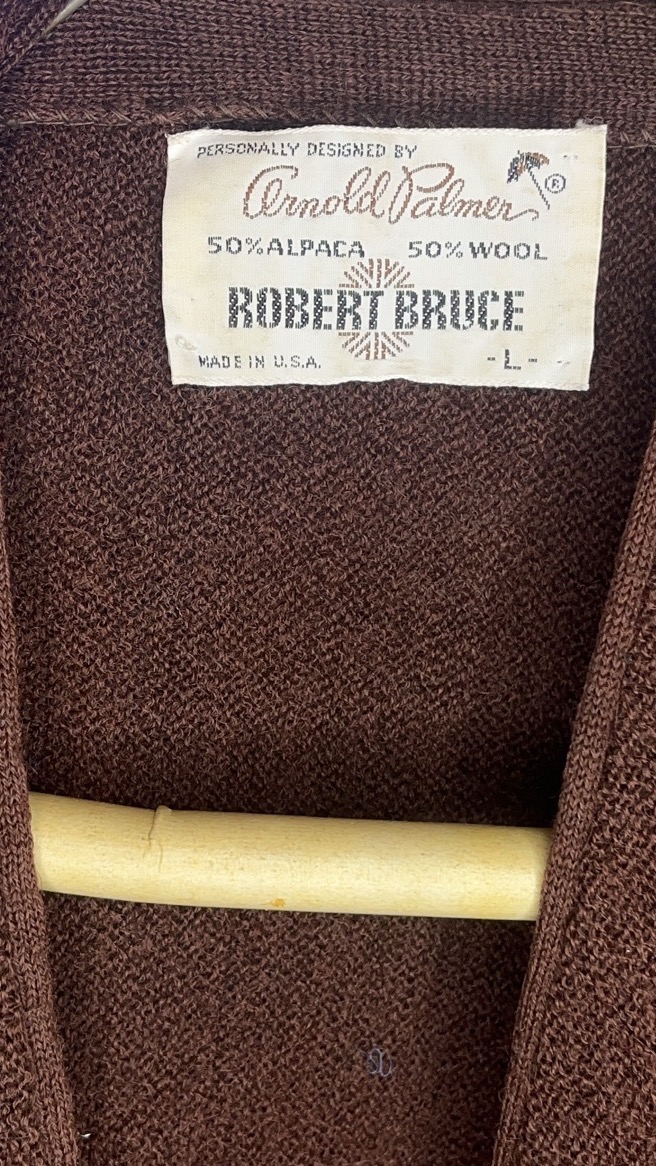 PERSONALLY DESIGNED BY
Arnold Palmer ®
50% ALPACA 50% WOOL
ROBERT BRUCE
MADE IN U.S.A. - L -